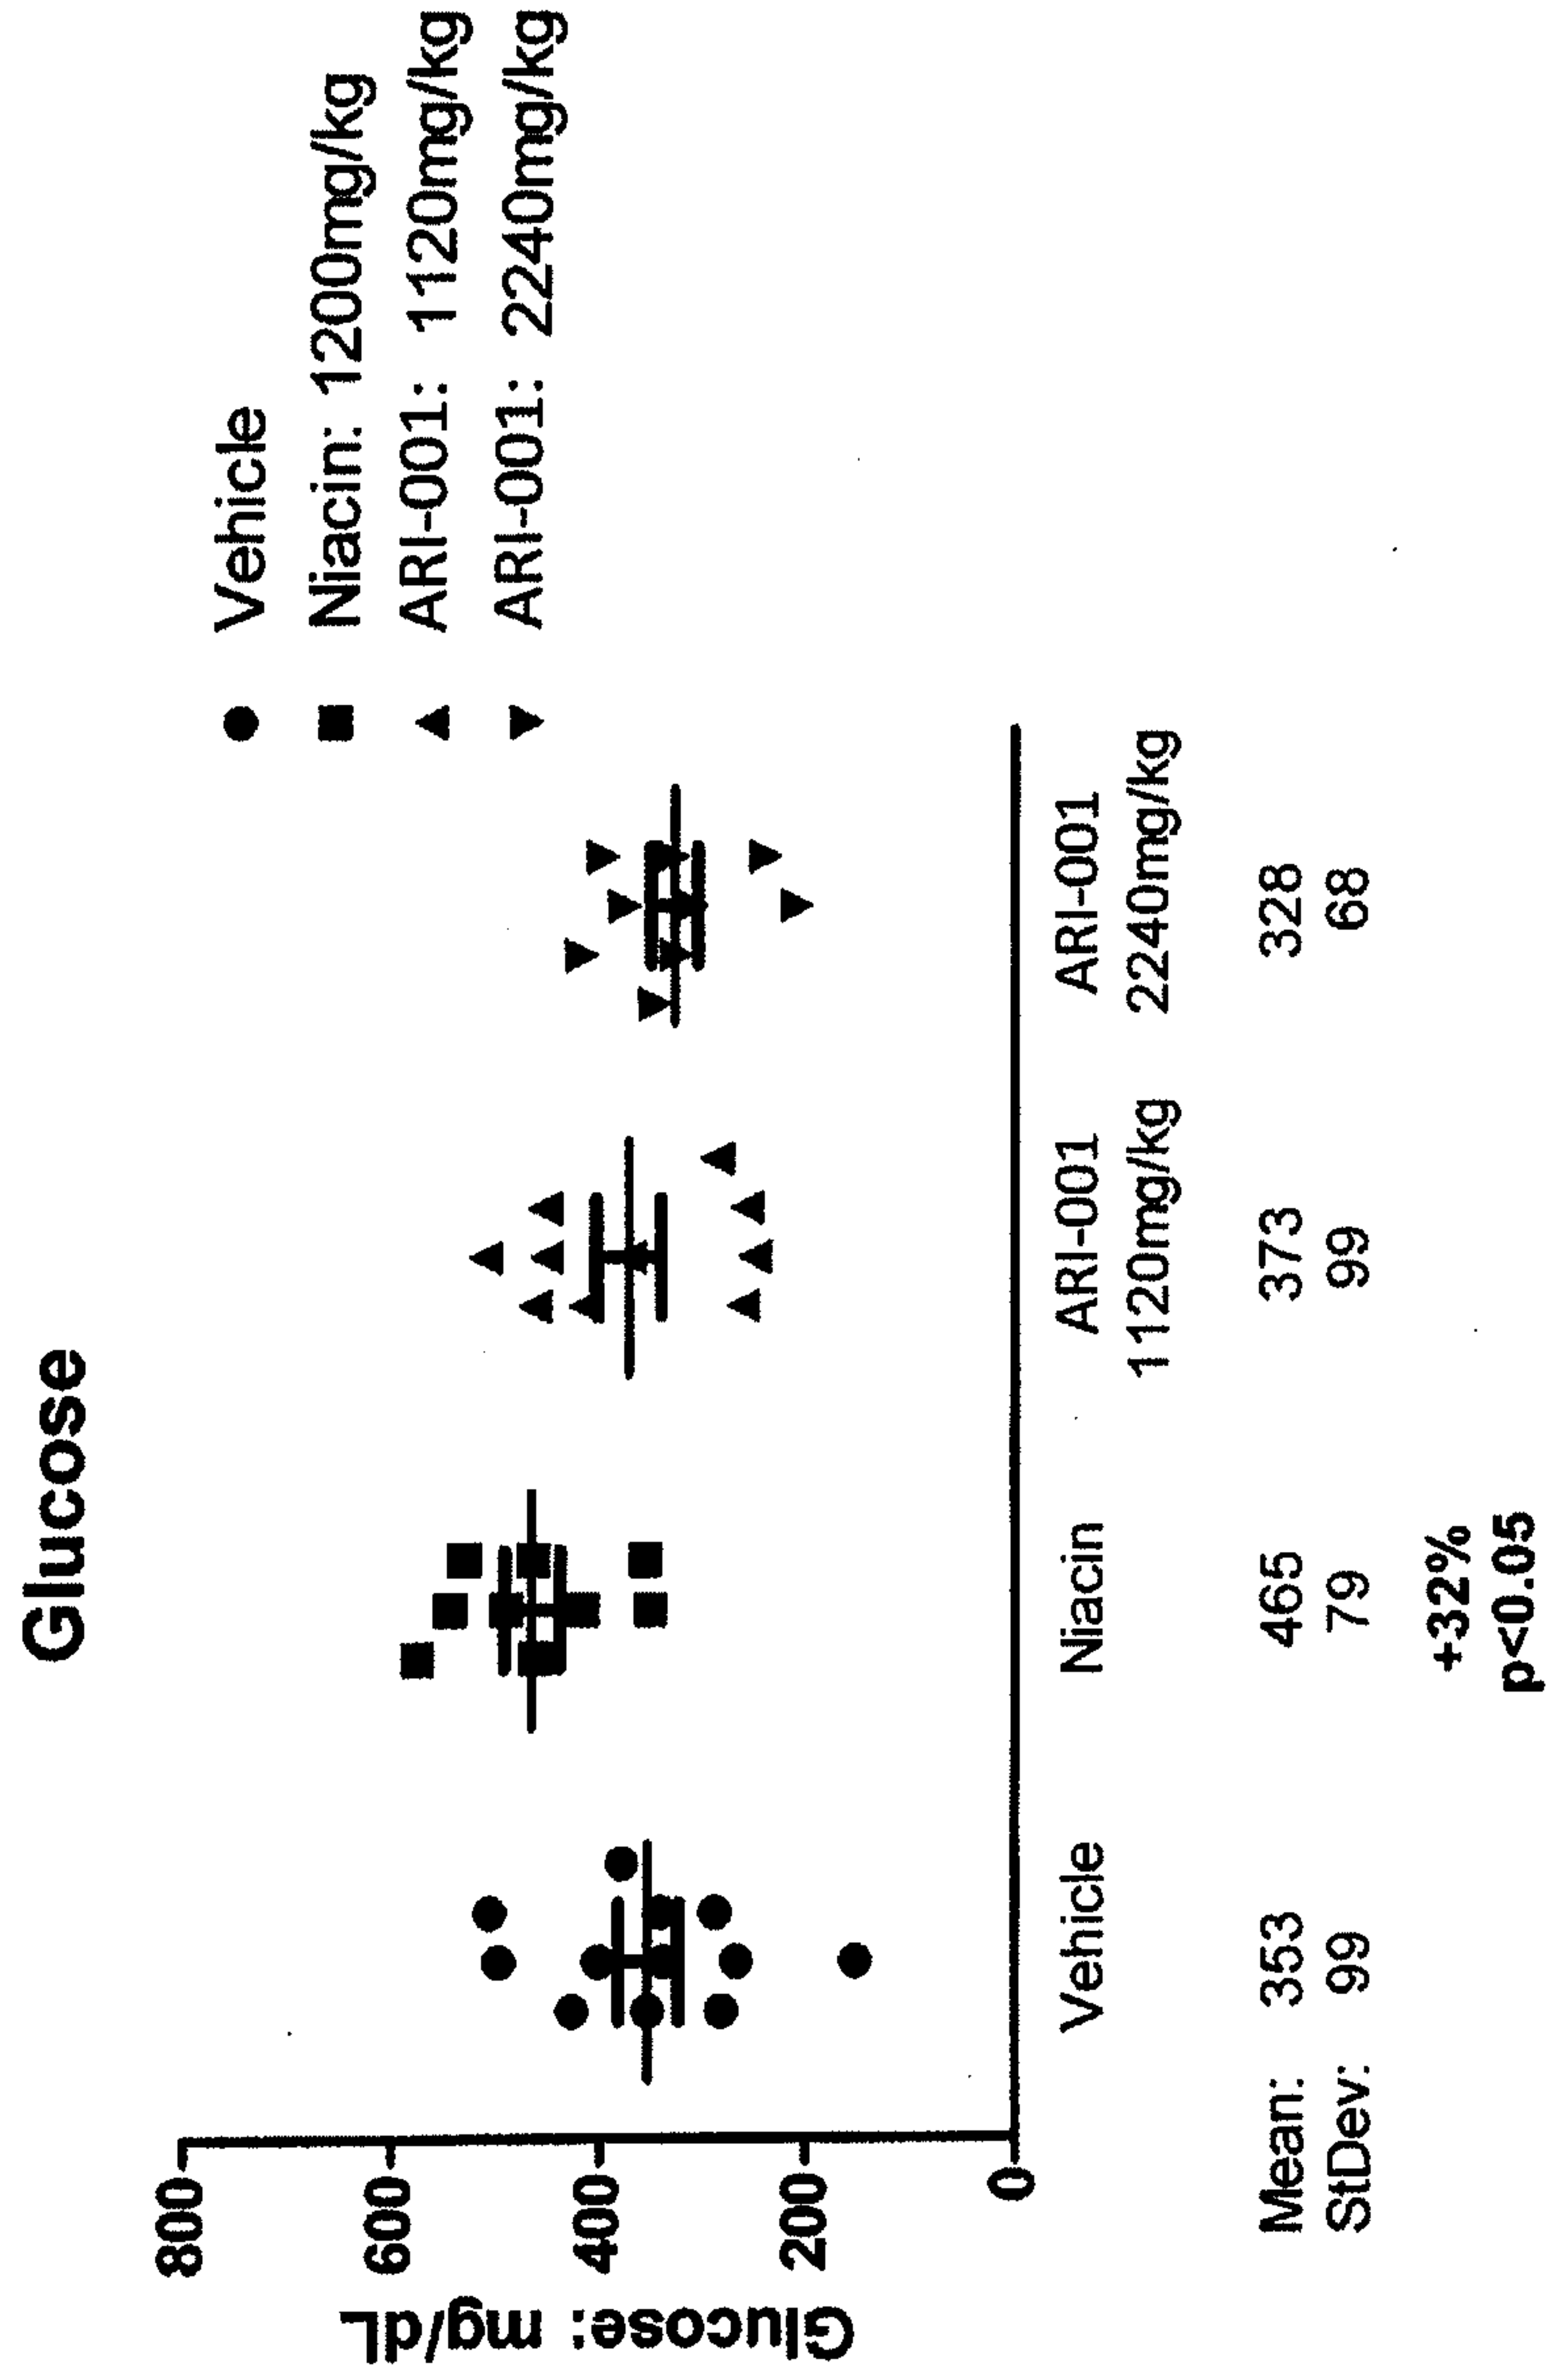 Glucose
Vehicle
Niacin: 1200mg/kg
ARI-001: 1120mg/kg
ARI-001: 2240mg/kg
Glucose: mg/dL
800
600
400
200
0
Vehicle Niacin ARI-001 ARI-001
1120mg/kg 2240mg/kg
Mean: 353 465 373 328
StDev: 99 79 99 68
+32%
p<0.05